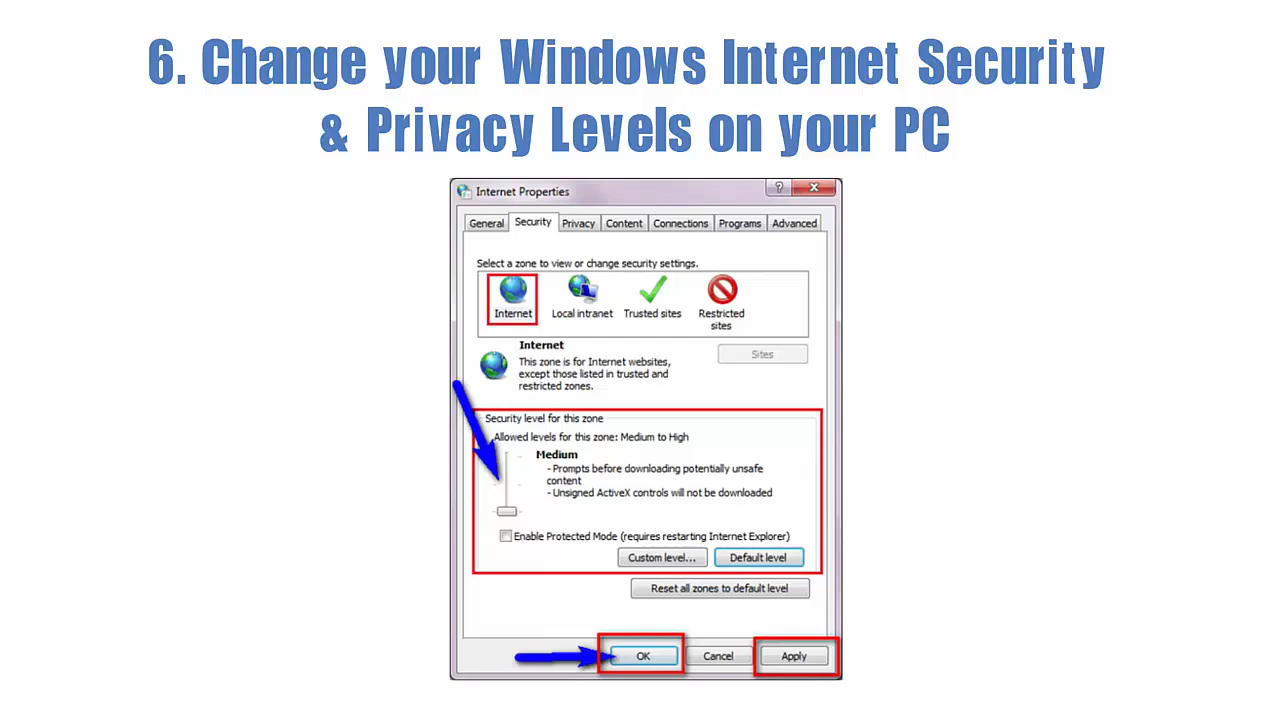 6. Change your Windows Internet Security
& Privacy Levels on your PC
Internet Properties
?
General Security Privacy Content Connections Programs Advanced
Select a zone to view or change security settings.
Internet Local intranet Trusted sites Restricted
sites
Internet
Sites
This zone is for Internet websites,
except those listed in trusted and
restricted zones.
Security level for this zone
Allowed levels for this zone: Medium to High
Medium
- Prompts before downloading potentially unsafe
content
- Unsigned ActiveX controls will not be downloaded
Enable Protected Mode (requires restarting Internet Explorer)
Custom level... Default level
Reset all zones to default level
OK Cancel Apply